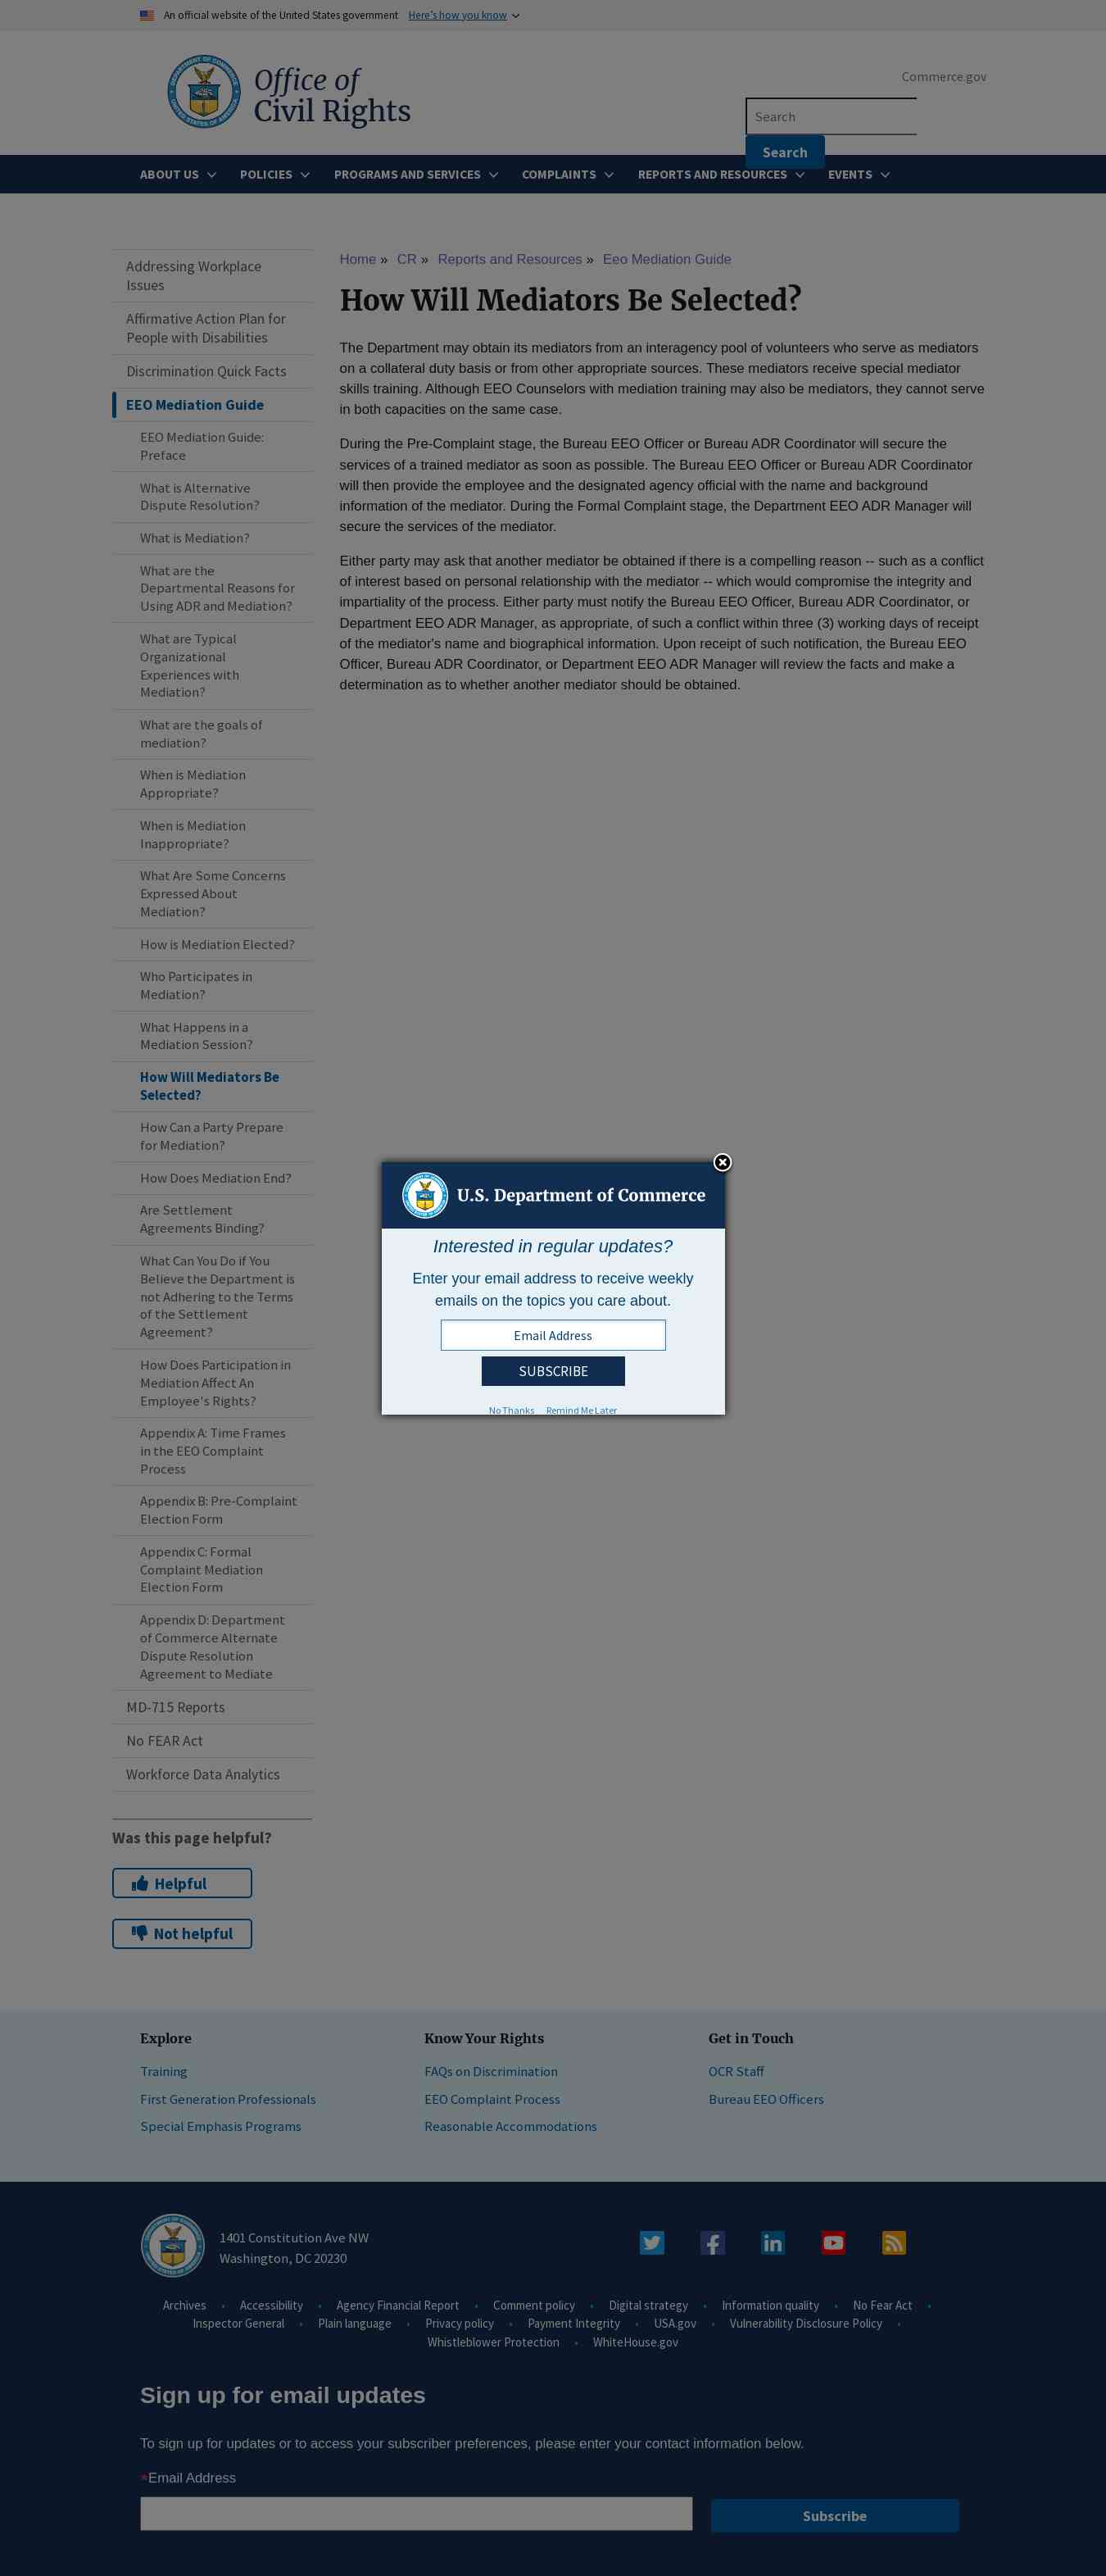 An official website of the United States government Here's how you know
Office of
Civil Rights
Commerce.gov
Search
Search
ABOUT US
POLICIES
PROGRAMS AND SERVICES
COMPLAINTS
REPORTS AND RESOURCES
EVENTS
Addressing Workplace
Issues
Affirmative Action Plan for
People with Disabilities
Discrimination Quick Facts
EEO Mediation Guide
EEO Mediation Guide:
Preface
What is Alternative
Dispute Resolution?
What is Mediation?
What are the
Departmental Reasons for
Using ADR and Mediation?
What are Typical
Organizational
Experiences with
Mediation?
What are the goals of
mediation?
When is Mediation
Appropriate?
When is Mediation
Inappropriate?
What Are Some Concerns
Expressed About
Mediation?
How is Mediation Elected?
Who Participates in
Mediation?
What Happens in a
Mediation Session?
How Will Mediators Be
Selected?
How Can a Party Prepare
for Mediation?
How Does Mediation End?
Are Settlement
Agreements Binding?
What Can You Do if You
Believe the Department is
not Adhering to the Terms
of the Settlement
Agreement?
How Does Participation in
Mediation Affect An
Employee's Rights?
Appendix A: Time Frames
in the EEO Complaint
Process
Appendix B: Pre-Complaint
Election Form
Appendix C: Formal
Complaint Mediation
Election Form
Appendix D: Department
of Commerce Alternate
Dispute Resolution
Agreement to Mediate
MD-715 Reports
No FEAR Act
Workforce Data Analytics
Was this page helpful?
Helpful
Not helpful
Home » CR » Reports and Resources » Eeo Mediation Guide
How Will Mediators Be Selected?
The Department may obtain its mediators from an interagency pool of volunteers who serve as mediators
on a collateral duty basis or from other appropriate sources. These mediators receive special mediator
skills training. Although EEO Counselors with mediation training may also be mediators, they cannot serve
in both capacities on the same case.
During the Pre-Complaint stage, the Bureau EEO Officer or Bureau ADR Coordinator will secure the
services of a trained mediator as soon as possible. The Bureau EEO Officer or Bureau ADR Coordinator
will then provide the employee and the designated agency official with the name and background
information of the mediator. During the Formal Complaint stage, the Department EEO ADR Manager will
secure the services of the mediator.
Either party may ask that another mediator be obtained if there is a compelling reason -- such as a conflict
of interest based on personal relationship with the mediator -- which would compromise the integrity and
impartiality of the process. Either party must notify the Bureau EEO Officer, Bureau ADR Coordinator, or
Department EEO ADR Manager, as appropriate, of such a conflict within three (3) working days of receipt
of the mediator's name and biographical information. Upon receipt of such notification, the Bureau EEO
Officer, Bureau ADR Coordinator, or Department EEO ADR Manager will review the facts and make a
determination as to whether another mediator should be obtained.
U.S. Department of Commerce
Interested in regular updates?
Enter your email address to receive weekly
emails on the topics you care about.
Email Address
SUBSCRIBE
No Thanks Remind Me Later
Explore
Training
First Generation Professionals
Special Emphasis Programs
Know Your Rights
FAQs on Discrimination
EEO Complaint Process
Reasonable Accommodations
Get in Touch
OCR Staff
Bureau EEO Officers
1401 Constitution Ave NW
Washington, DC 20230
Archives • Accessibility • Agency Financial Report • Comment policy • Digital strategy • Information quality • No Fear Act •
Inspector General • Plain language • Privacy policy • Payment Integrity • USA.gov • Vulnerability Disclosure Policy •
Whistleblower Protection • WhiteHouse.gov
Sign up for email updates
To sign up for updates or to access your subscriber preferences, please enter your contact information below.
*Email Address
Subscribe